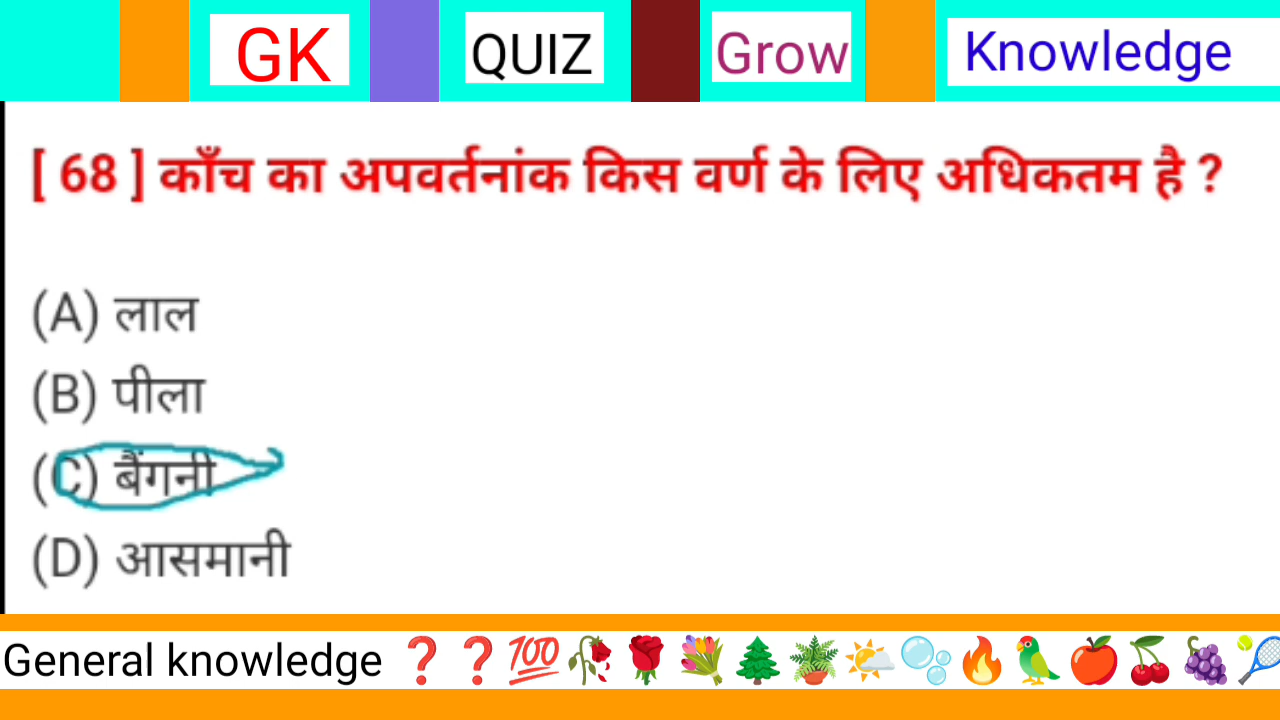 GK QUIZ Grow Knowledge
[ 68 ] काँच का अपवर्तनांक किस वर्ण के लिए अधिकतम है ?
(A) लाल
(B) पीला
(C) बैंगनी
(D) आसमानी
General knowledge ❓❓💯🥀🌹💐🌲🪴🌤️🫧🔥🦜🍎🍒🍇🎾